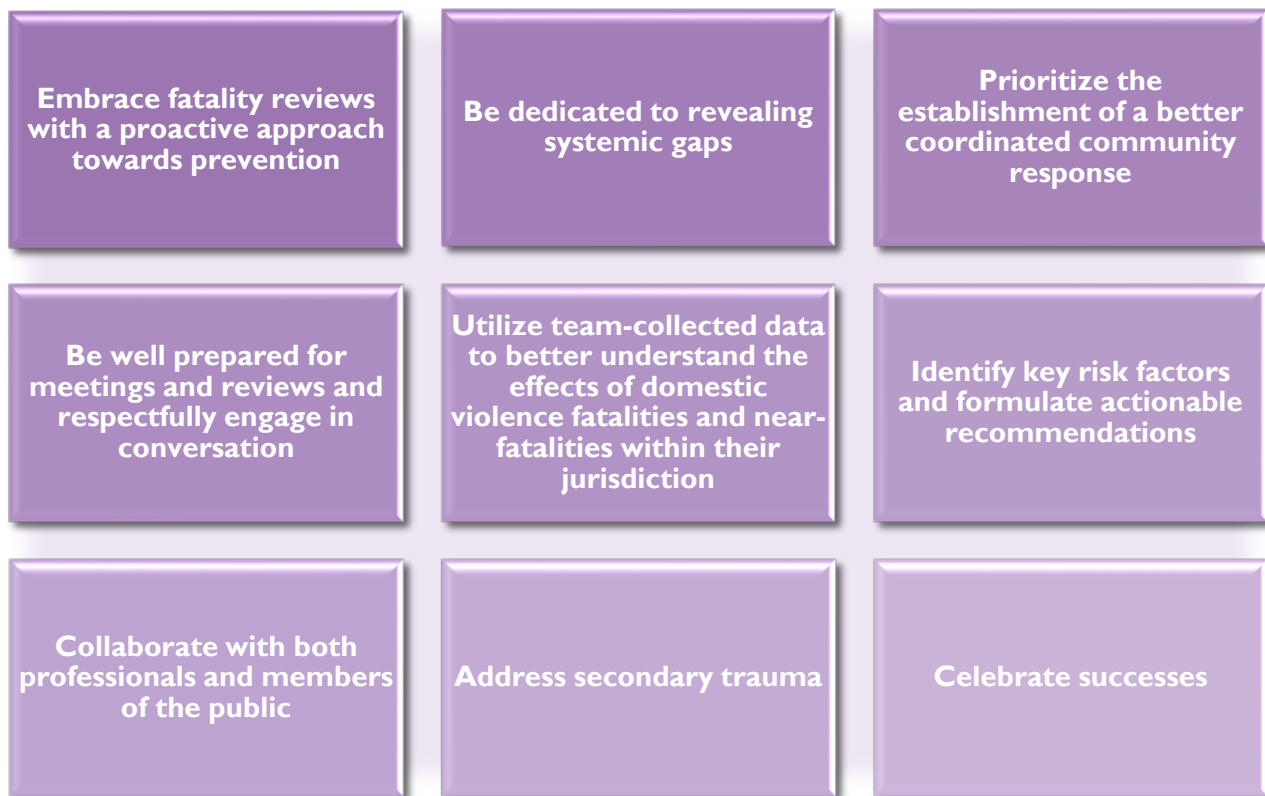 Embrace fatality reviews
with a proactive approach
towards prevention
Be dedicated to revealing
systemic gaps
Prioritize the
establishment of a better
coordinated community
response
Be well prepared for
meetings and reviews and
respectfully engage in
conversation
Utilize team-collected data
to better understand the
effects of domestic
violence fatalities and near-
fatalities within their
jurisdiction
Identify key risk factors
and formulate actionable
recommendations
Collaborate with both
professionals and members
of the public
Address secondary trauma
Celebrate successes